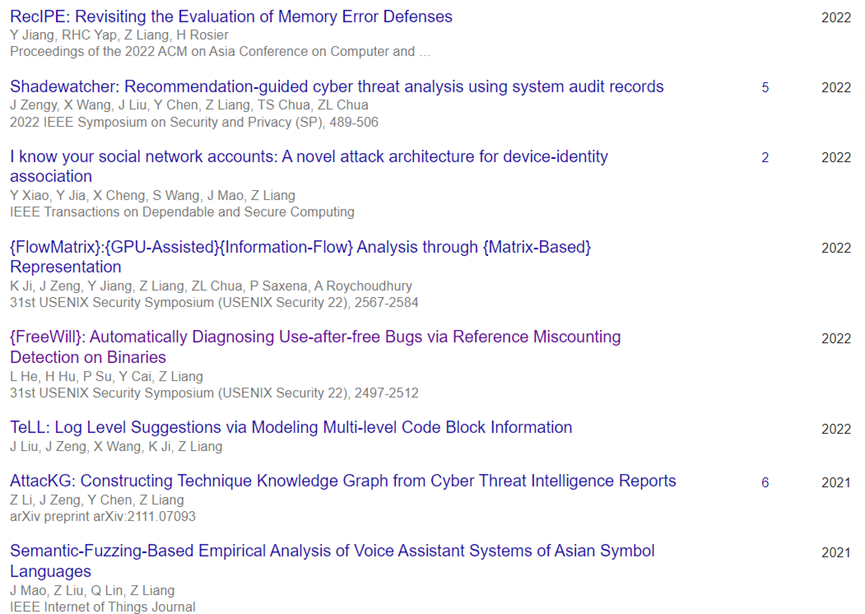 RecIPE: Revisiting the Evaluation of Memory Error Defenses 2022
Y Jiang, RHC Yap, Z Liang, H Rosier
Proceedings of the 2022 ACM on Asia Conference on Computer and …
Shadewatcher: Recommendation-guided cyber threat analysis using system audit records 5 2022
J Zengy, X Wang, J Liu, Y Chen, Z Liang, TS Chua, ZL Chua
2022 IEEE Symposium on Security and Privacy (SP), 489-506
I know your social network accounts: A novel attack architecture for device-identity 2 2022
association
Y Xiao, Y Jia, X Cheng, S Wang, J Mao, Z Liang
IEEE Transactions on Dependable and Secure Computing
{FlowMatrix}:{GPU-Assisted}{Information-Flow} Analysis through {Matrix-Based} 2022
Representation
K Ji, J Zeng, Y Jiang, Z Liang, ZL Chua, P Saxena, A Roychoudhury
31st USENIX Security Symposium (USENIX Security 22), 2567-2584
{FreeWill}: Automatically Diagnosing Use-after-free Bugs via Reference Miscounting 2022
Detection on Binaries
L He, H Hu, P Su, Y Cai, Z Liang
31st USENIX Security Symposium (USENIX Security 22), 2497-2512
TeLL: Log Level Suggestions via Modeling Multi-level Code Block Information 2022
J Liu, J Zeng, X Wang, K Ji, Z Liang
AttacKG: Constructing Technique Knowledge Graph from Cyber Threat Intelligence Reports 6 2021
Z Li, J Zeng, Y Chen, Z Liang
arXiv preprint arXiv:2111.07093
Semantic-Fuzzing-Based Empirical Analysis of Voice Assistant Systems of Asian Symbol 2021
Languages
J Mao, Z Liu, Q Lin, Z Liang
IEEE Internet of Things Journal